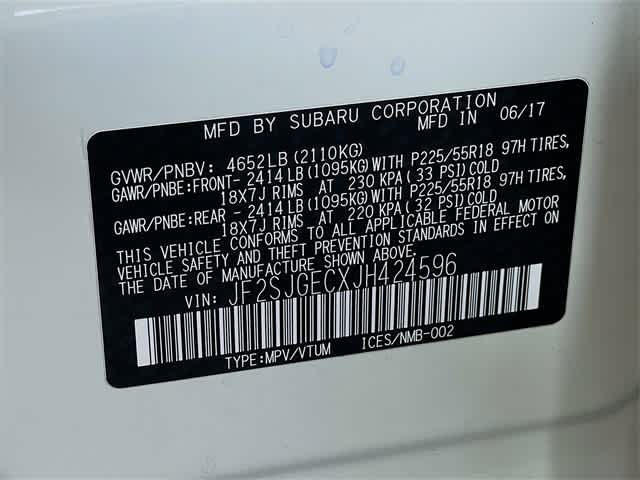 MFD BY SUBARU CORPORATION
MFD IN 06/17
GVWR/PNBV: 4652LB(2110KG)
GAWR/PNBE:FRONT- 2414LB(1095KG)WITH P225/55R18 97H TIRES,
18X7J RIMS AT 230 KPA(33 PSI)COLD
GAWR/PNBE:REAR - 2414LB(1095KG)WITH P225/55R18 97H TIRES,
18X7J RIMS AT 220 KPA(32 PSI)COLD
THIS VEHICLE CONFORMS TO ALL APPLICABLE FEDERAL MOTOR
VEHICLE SAFETY AND THEFT PREVENTION STANDARDS IN EFFECT ON
THE DATE OF MANUFACTURE SHOWN ABOVE.
VIN: JF2SJGECXJH424596
TYPE:MPV/VTUM ICES/NMB-002